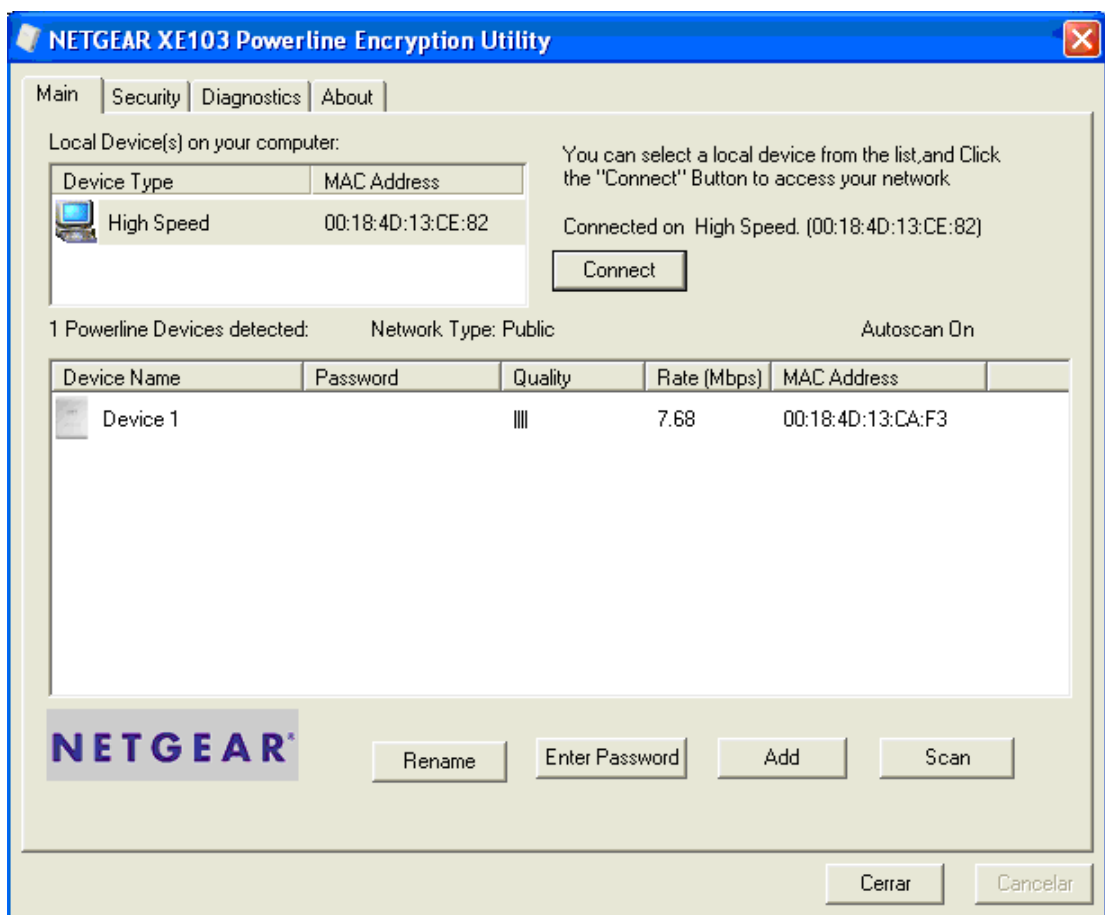 NETGEAR XE103 Powerline Encryption Utility
Main Security Diagnostics About
Local Device(s) on your computer:
Device Type MAC Address
High Speed 00:18:4D:13:CE:82
You can select a local device from the list,and Click
the "Connect" Button to access your network
Connected on High Speed. (00:18:4D:13:CE:82)
Connect
1 Powerline Devices detected: Network Type: Public Autoscan On
Device Name Password Quality Rate (Mbps) MAC Address
Device 1 7.68 00:18:4D:13:CA:F3
NETGEAR®
Rename Enter Password Add Scan
Cerrar Cancelar